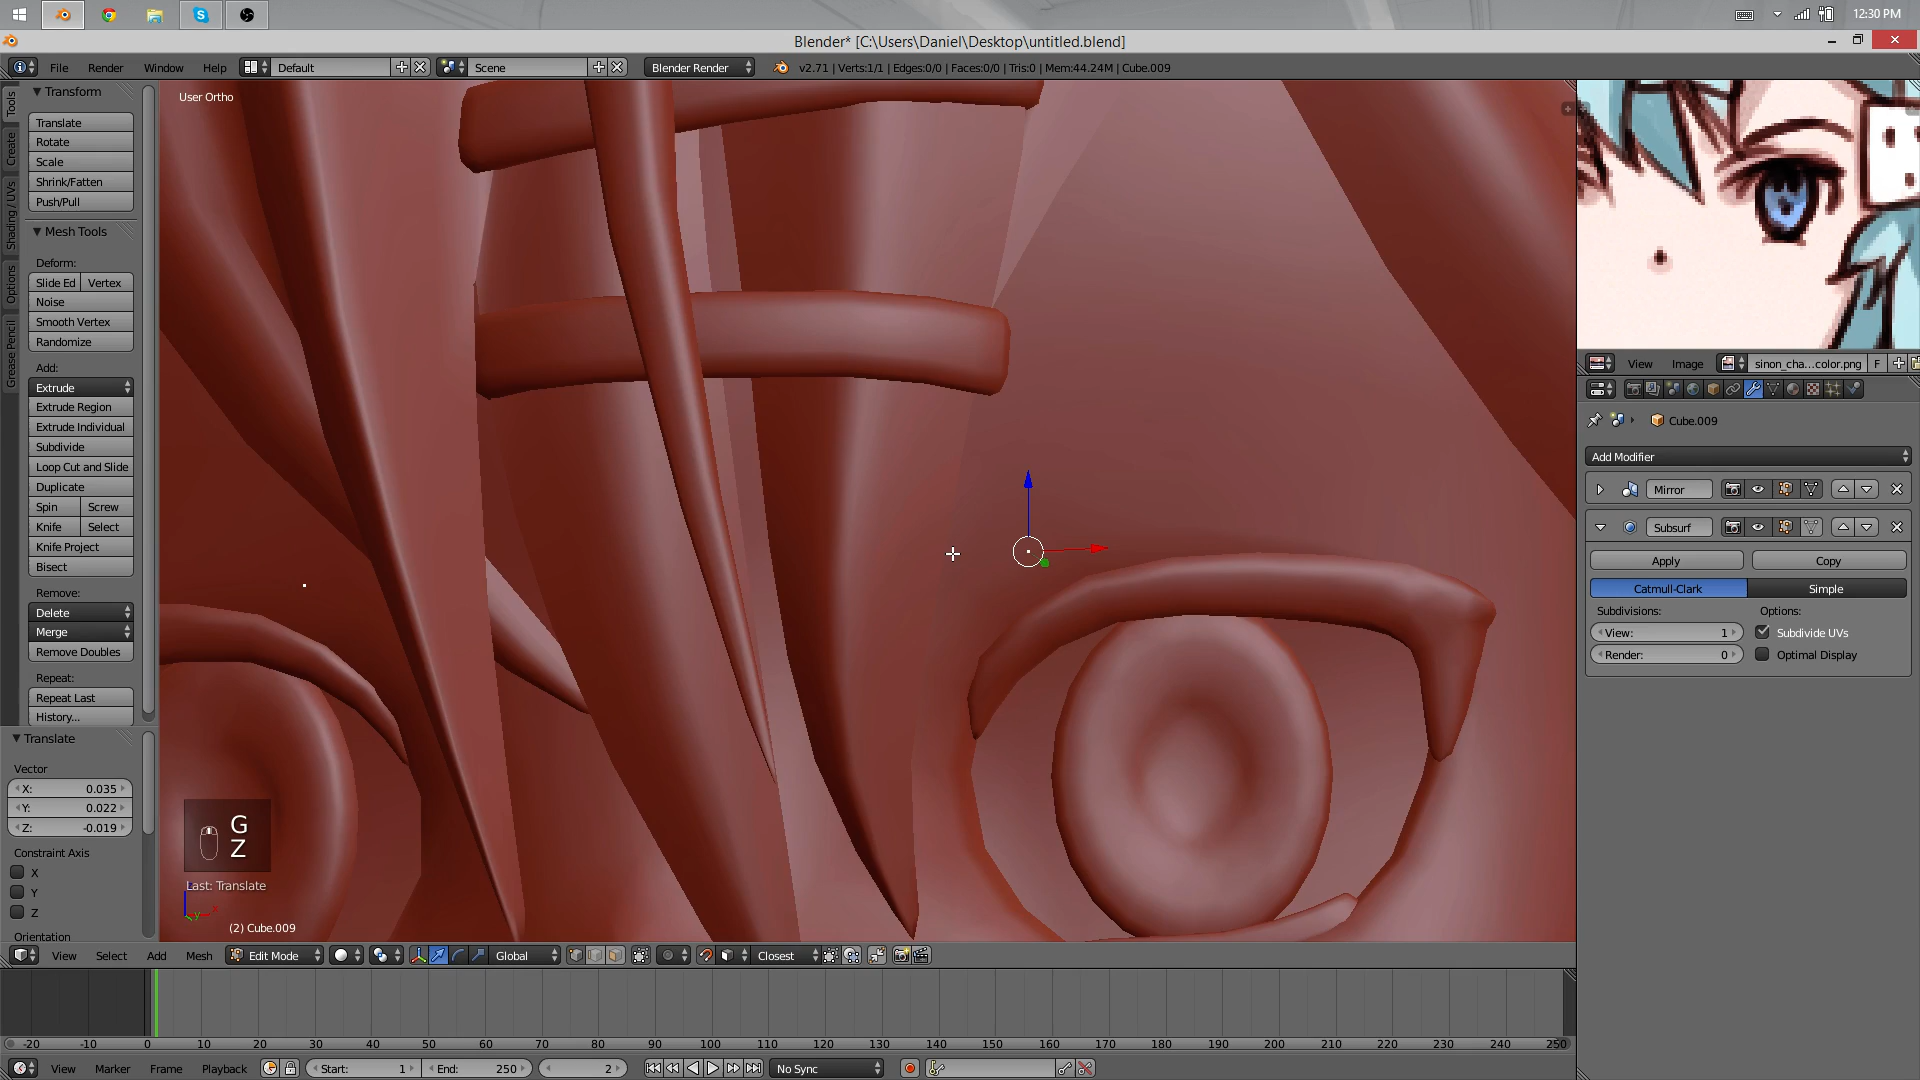 12:30 PM
Blender* [C:\Users\Daniel\Desktop\untitled.blend]
File Render Window Help Default Scene Blender Render v2.71 | Verts:1/1 | Edges:0/0 | Faces:0/0 | Tris:0 | Mem:44.24M | Cube.009
Tools
Create
Shading / UVs
Options
Grease Pencil
Transform
Translate
Rotate
Scale
Shrink/Fatten
Push/Pull
Mesh Tools
Deform:
Slide Ed Vertex
Noise
Smooth Vertex
Randomize
Add:
Extrude
Extrude Region
Extrude Individual
Subdivide
Loop Cut and Slide
Duplicate
Spin Screw
Knife Select
Knife Project
Bisect
Remove:
Delete
Merge
Remove Doubles
Repeat:
Repeat Last
History...
Translate
Vector
X: 0.035
Y: 0.022
Z: -0.019
Constraint Axis
X
Y
Z
Orientation
User Ortho
G
Z
Last: Translate
(2) Cube.009
View Image sinon_cha...color.png F
Cube.009
Add Modifier
Mirror
Subsurf
Apply Copy
Catmull-Clark Simple
Subdivisions: Options:
View: 1 Subdivide UVs
Render: 0 Optimal Display
View Select Add Mesh Edit Mode Global Closest
-20 -10 0 10 20 30 40 50 60 70 80 90 100 110 120 130 140 150 160 170 180 190 200 210 220 230 240 250
View Marker Frame Playback Start: 1 End: 250 2 No Sync